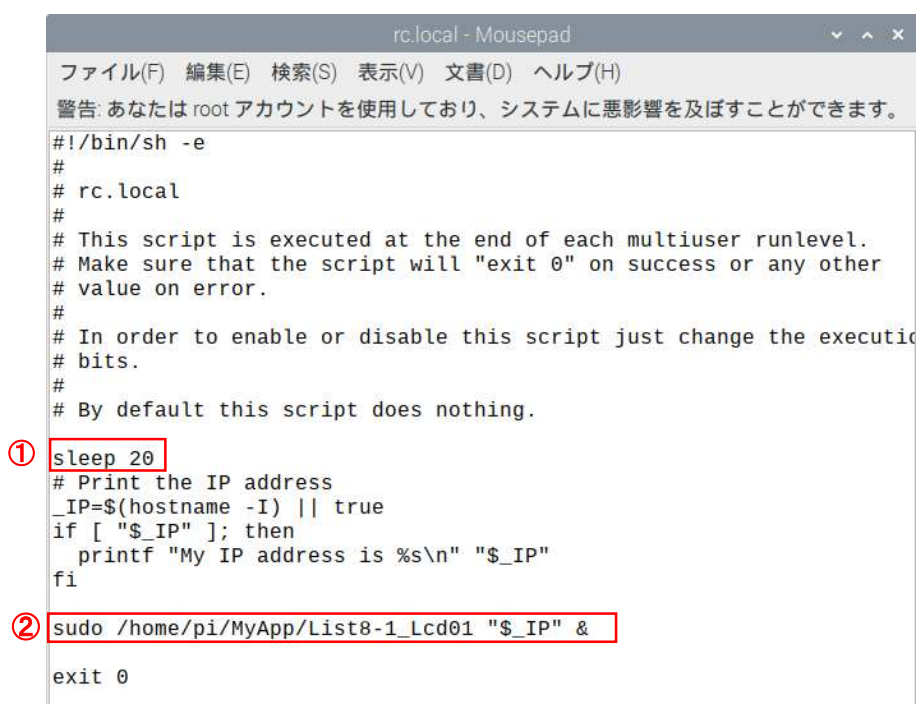 rc.local - Mousepad
ファイル(F) 編集(E) 検索(S) 表示(V) 文書(D) ヘルプ(H)
警告: あなたは root アカウントを使用しており、システムに悪影響を及ぼすことができます。
#!/bin/sh -e
#
# rc.local
#
# This script is executed at the end of each multiuser runlevel.
# Make sure that the script will "exit 0" on success or any other
# value on error.
#
# In order to enable or disable this script just change the executio
# bits.
#
# By default this script does nothing.
① sleep 20
# Print the IP address
_IP=$(hostname -I) || true
if [ "$_IP" ]; then
  printf "My IP address is %s\n" "$_IP"
fi
② sudo /home/pi/MyApp/List8-1_Lcd01 "$_IP" &
exit 0